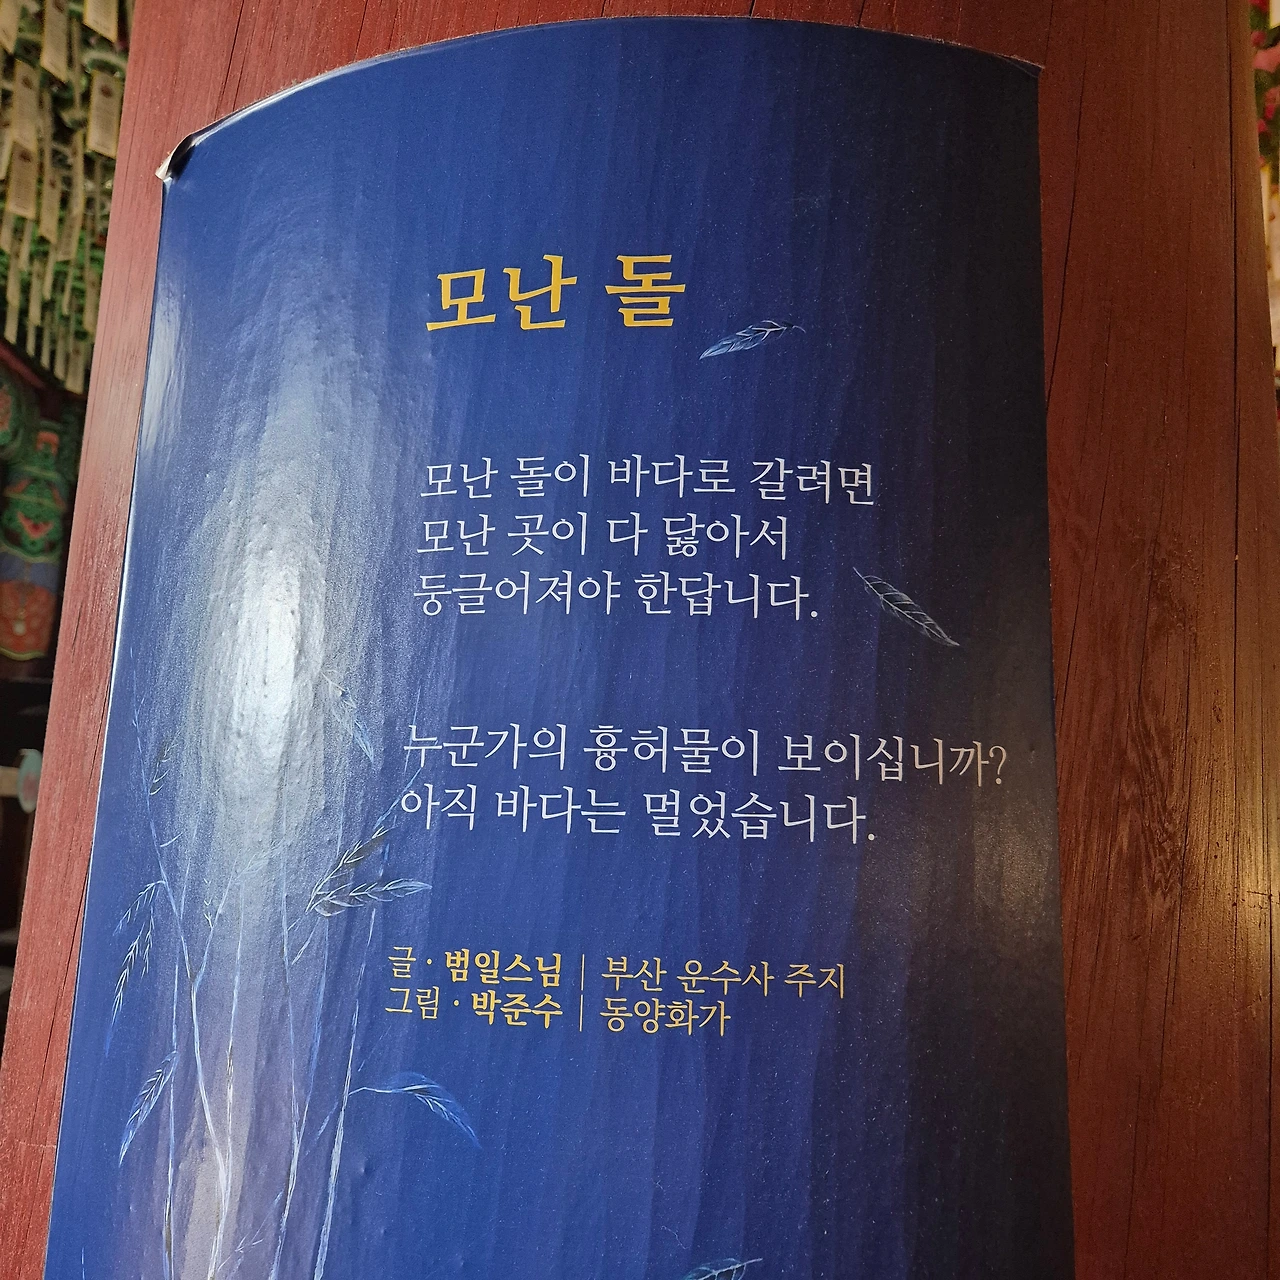 모난 돌
모난 돌이 바다로 갈려면
모난 곳이 다 닳아서
둥글어져야 한답니다.
누군가의 흉허물이 보이십니까?
아직 바다는 멀었습니다.
글 · 범일스님 | 부산 운수사 주지
그림 · 박준수 | 동양화가